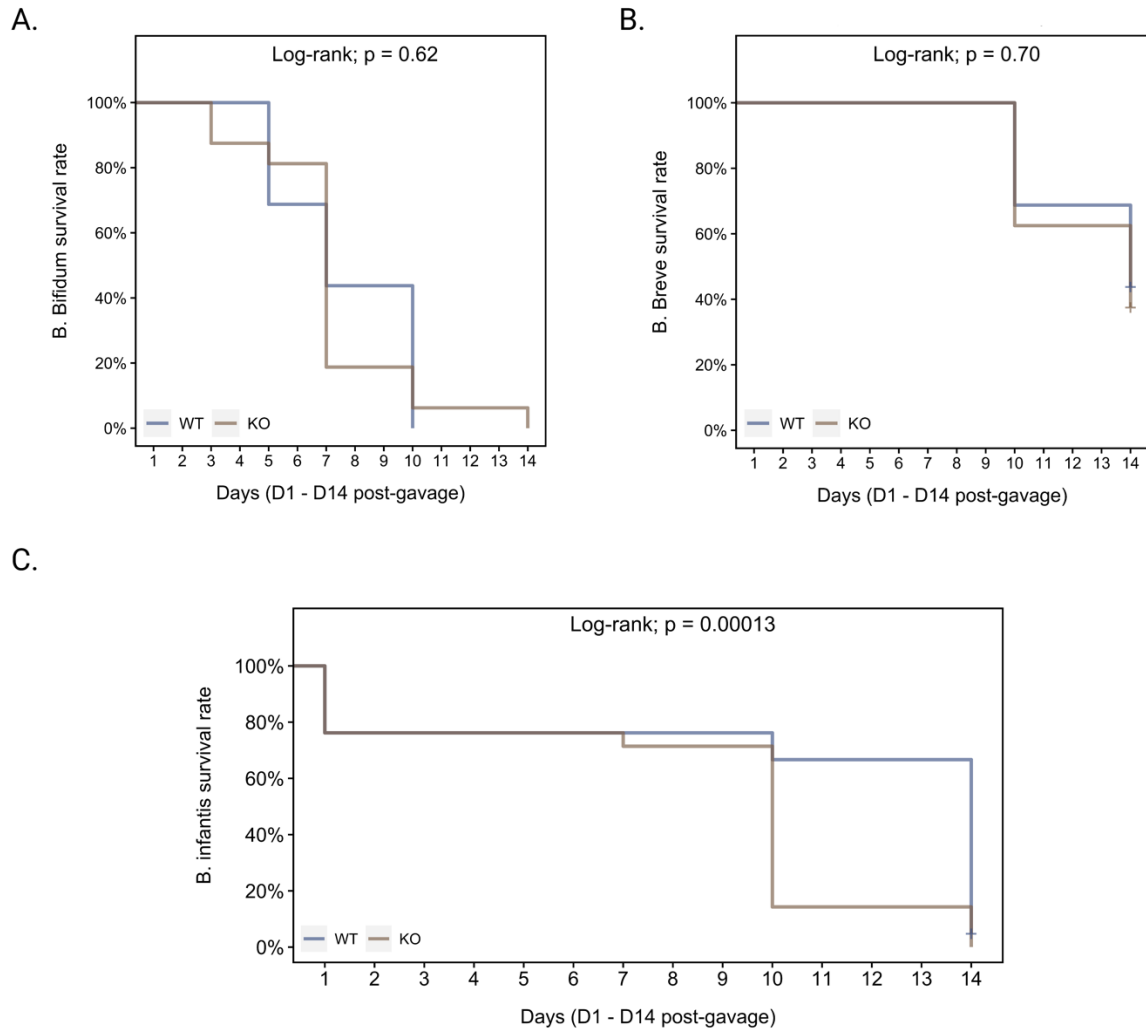 A.
Log-rank; p = 0.62
B. Bifidum survival rate
100%
80%
60%
40%
20%
0%
WT KO
1 2 3 4 5 6 7 8 9 10 11 12 13 14
Days (D1 - D14 post-gavage)
B.
Log-rank; p = 0.70
B. Breve survival rate
100%
80%
60%
40%
20%
0%
WT KO
1 2 3 4 5 6 7 8 9 10 11 12 13 14
Days (D1 - D14 post-gavage)
C.
Log-rank; p = 0.00013
B. infantis survival rate
100%
80%
60%
40%
20%
0%
WT KO
1 2 3 4 5 6 7 8 9 10 11 12 13 14
Days (D1 - D14 post-gavage)